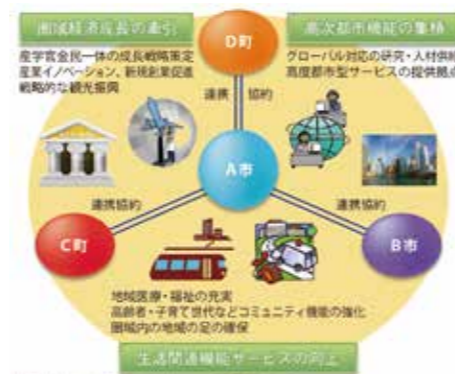 圏域経済成長の牽引
産学官金民一体の成長戦略策定
産業イノベーション、新規創業促進
戦略的な観光振興
D町
高次都市機能の集積
グローバル対応の研究・人材供給
高度都市型サービスの提供拠点
連携 協約
A市
連携協約
連携協約
C町
B市
地域医療・福祉の充実
高齢者・子育て世代などコミュニティ機能の強化
圏域内の地域の足の確保
生活関連機能サービスの向上